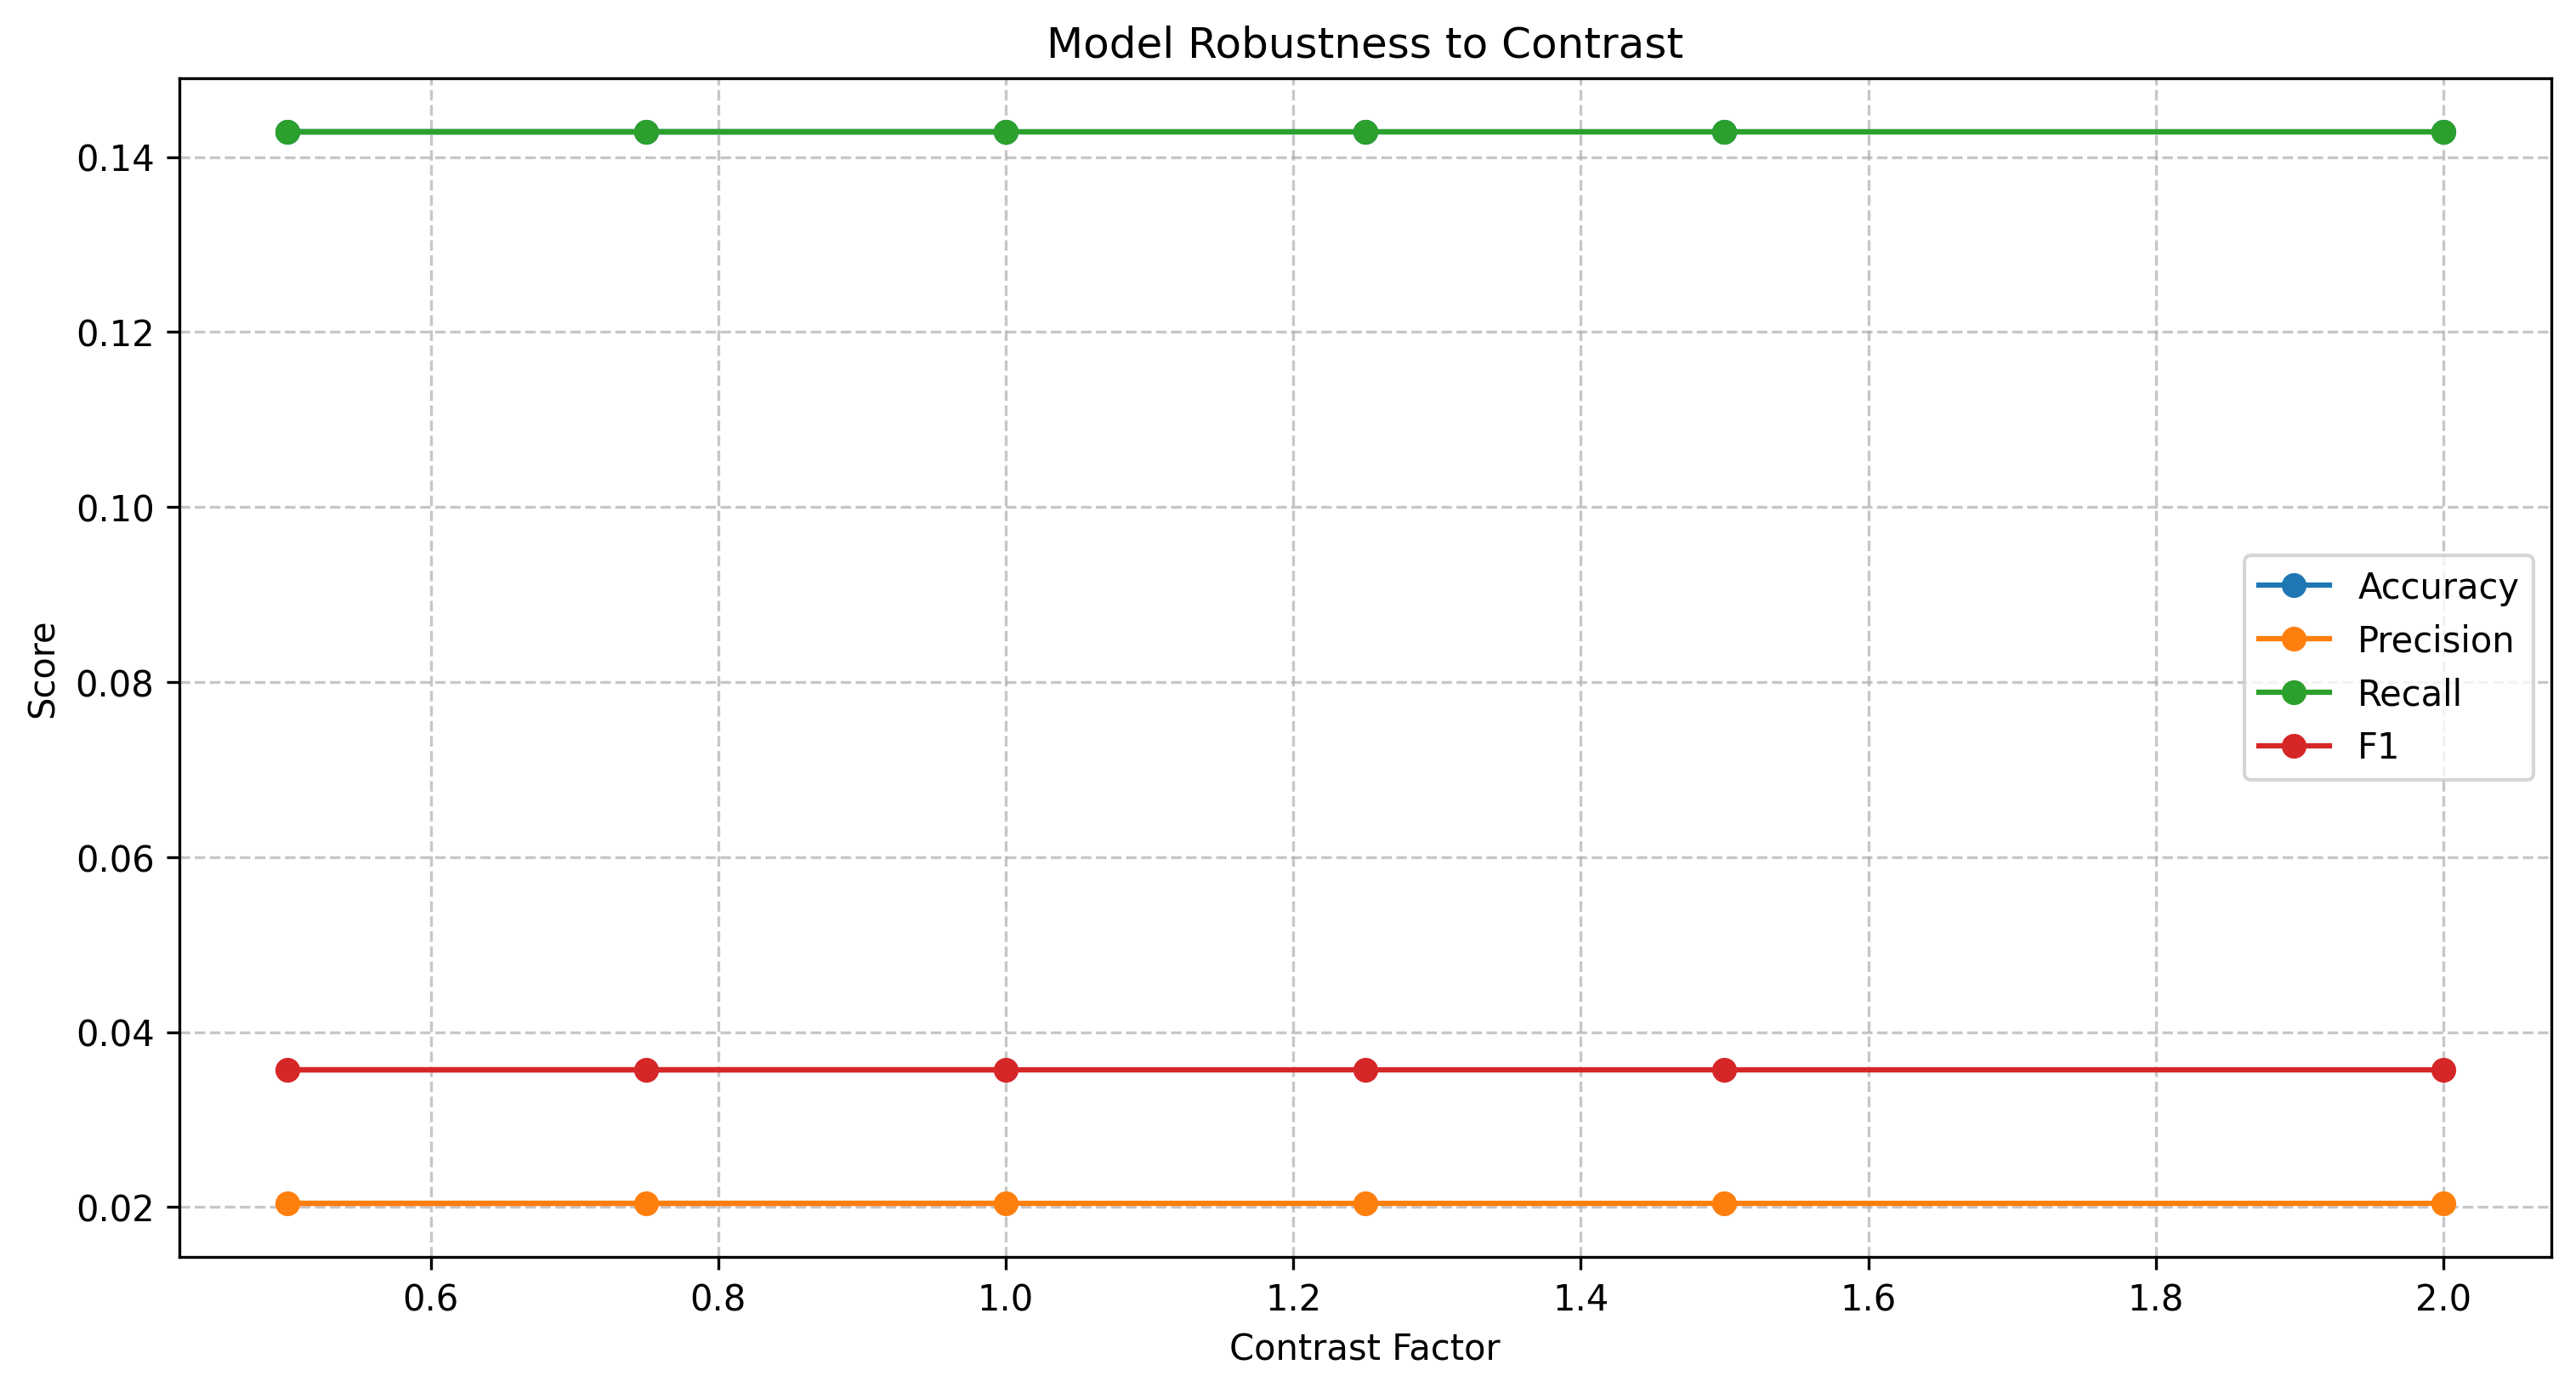 Model Robustness to Contrast
0.14
0.12
0.10
0.08
0.06
0.04
0.02
Score
Accuracy
Precision
Recall
F1
0.6 0.8 1.0 1.2 1.4 1.6 1.8 2.0
Contrast Factor